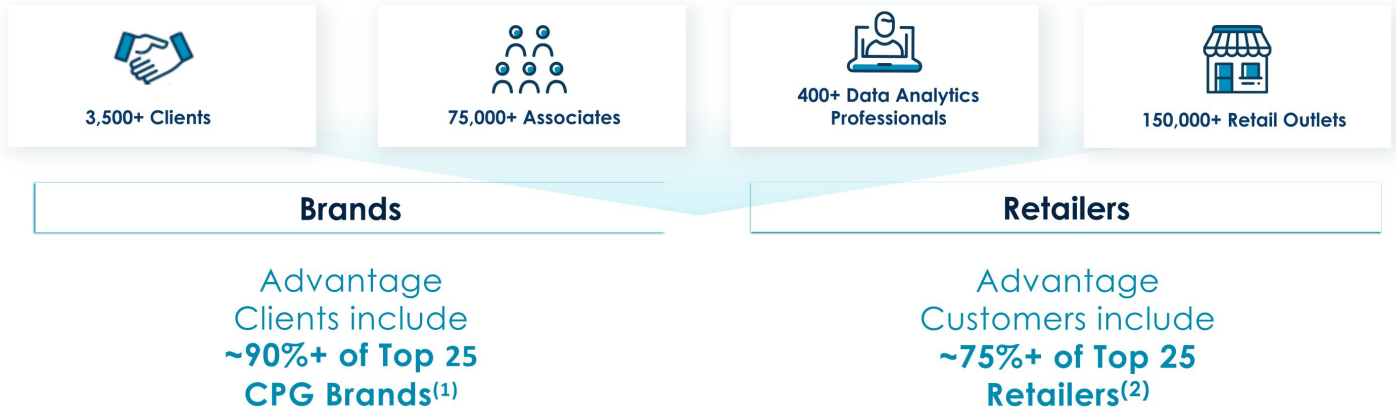 3,500+ Clients
75,000+ Associates
400+ Data Analytics
Professionals
150,000+ Retail Outlets
Brands
Advantage
Clients include
~90%+ of Top 25
CPG Brands(1)
Retailers
Advantage
Customers include
~75%+ of Top 25
Retailers(2)